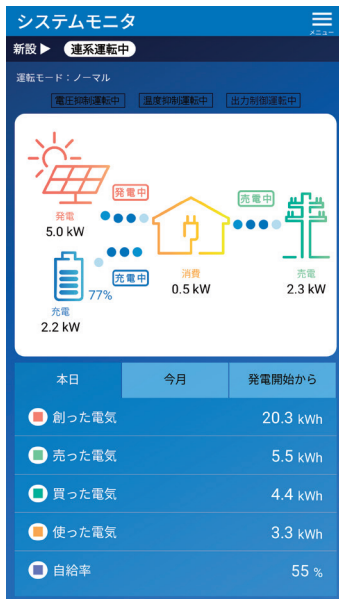 システムモニタ
メニュー
新設 ▶ 連系運転中
運転モード：ノーマル
電圧抑制運転中 温度抑制運転中 出力制御運転中
発電中
売電中
発電
5.0 kW
充電中
77%
消費
0.5 kW
売電
2.3 kW
充電
2.2 kW
本日 今月 発電開始から
創った電気 20.3 kWh
売った電気 5.5 kWh
買った電気 4.4 kWh
使った電気 3.3 kWh
自給率 55 %